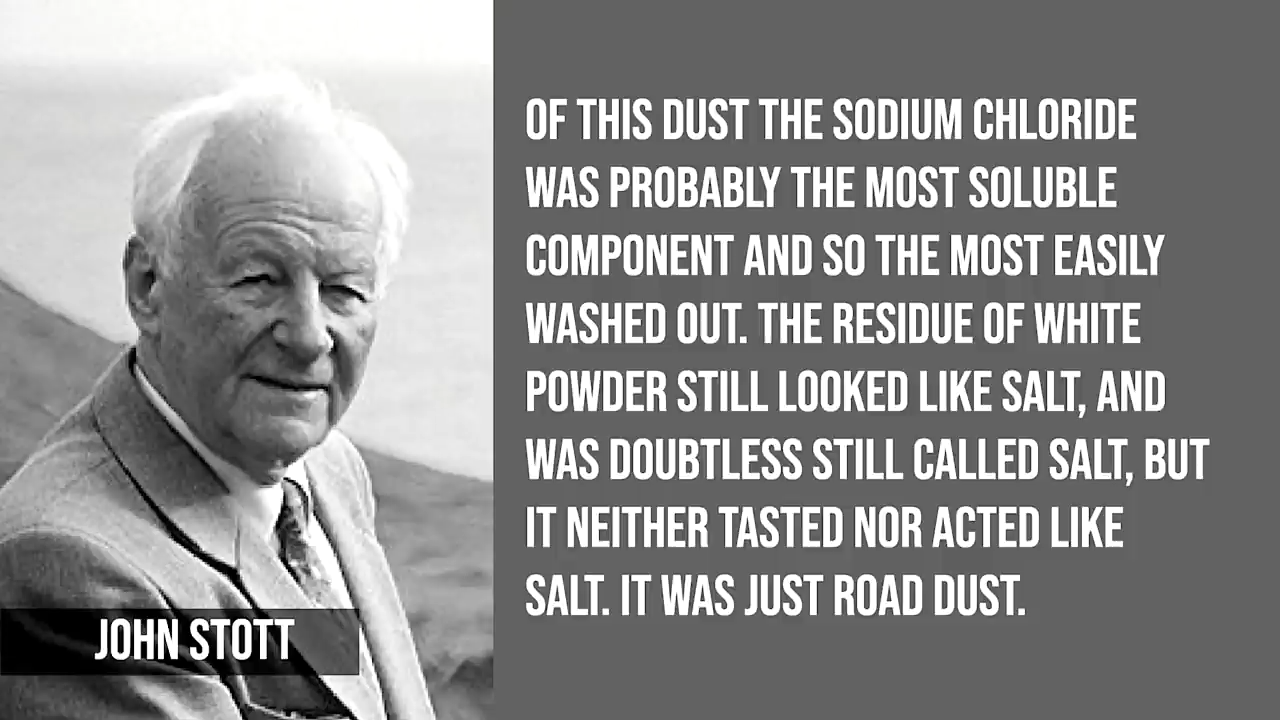 OF THIS DUST THE SODIUM CHLORIDE
WAS PROBABLY THE MOST SOLUBLE
COMPONENT AND SO THE MOST EASILY
WASHED OUT. THE RESIDUE OF WHITE
POWDER STILL LOOKED LIKE SALT, AND
WAS DOUBTLESS STILL CALLED SALT, BUT
IT NEITHER TASTED NOR ACTED LIKE
SALT. IT WAS JUST ROAD DUST.
JOHN STOTT